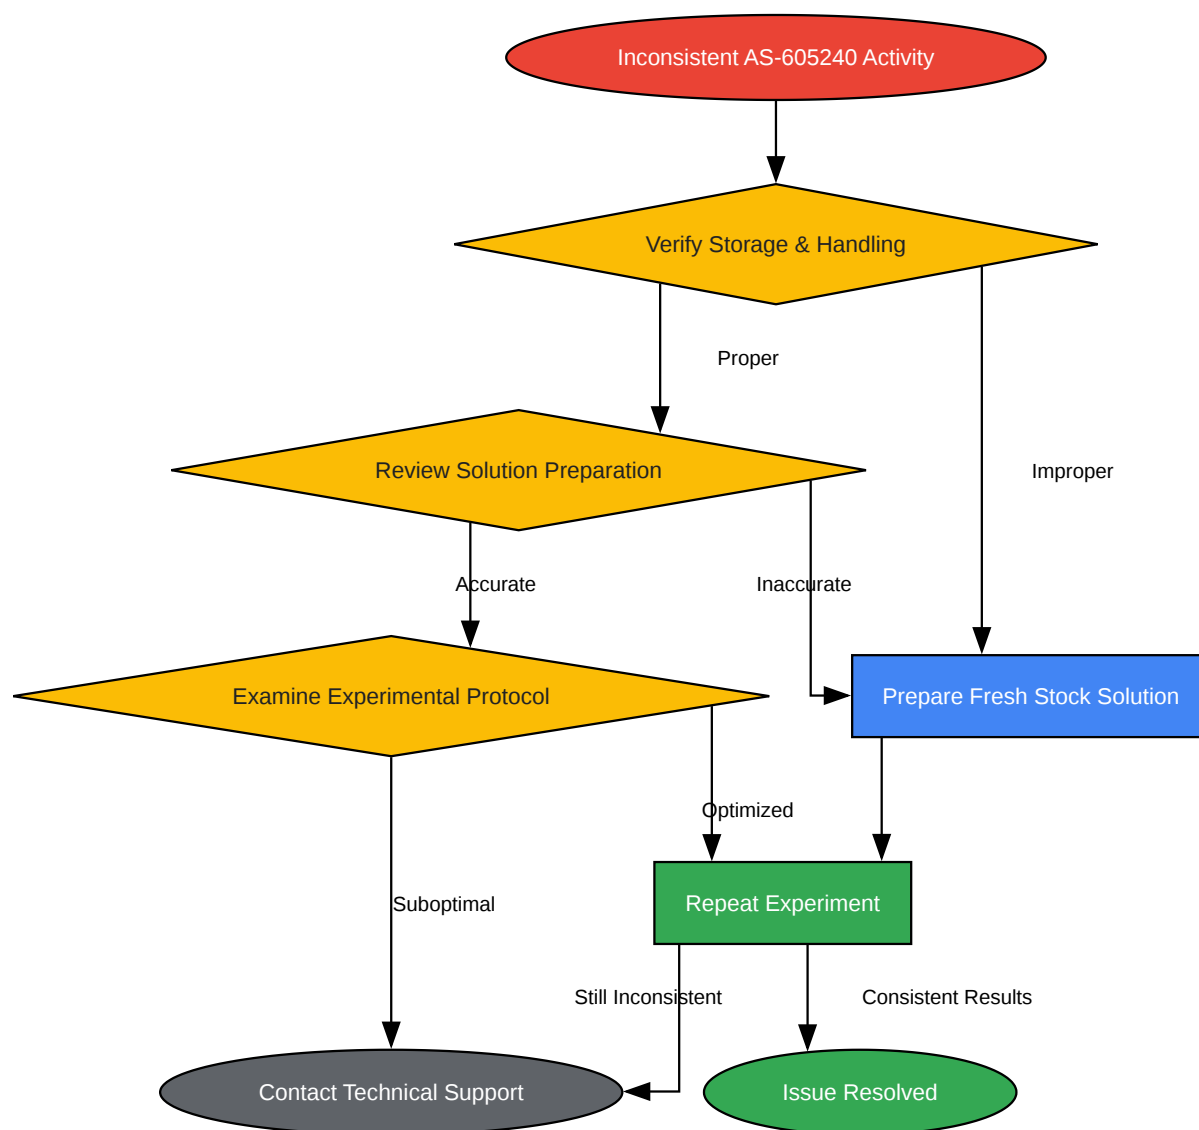 Inconsistent AS-605240 Activity
Verify Storage & Handling
Proper
Review Solution Preparation
Improper
Accurate
Inaccurate
Examine Experimental Protocol
Prepare Fresh Stock Solution
Optimized
Suboptimal
Repeat Experiment
Still Inconsistent
Consistent Results
Contact Technical Support
Issue Resolved